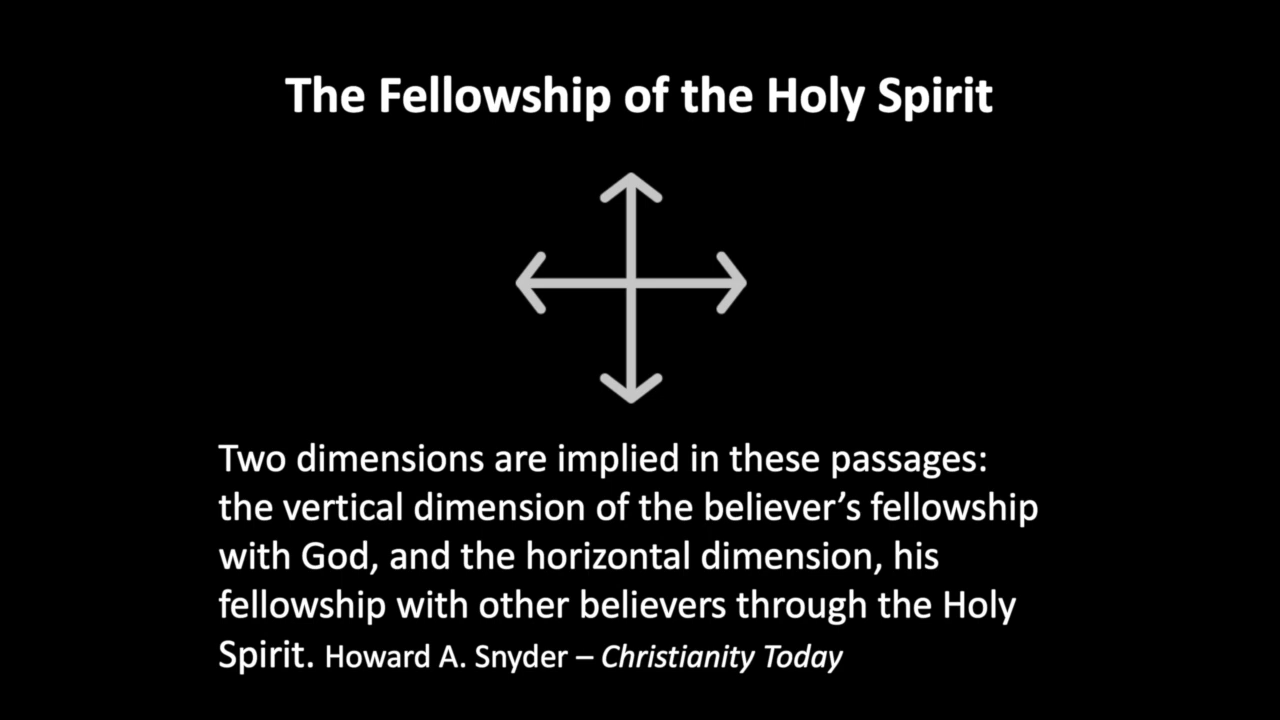 The Fellowship of the Holy Spirit
Two dimensions are implied in these passages:
the vertical dimension of the believer’s fellowship
with God, and the horizontal dimension, his
fellowship with other believers through the Holy
Spirit. Howard A. Snyder – Christianity Today